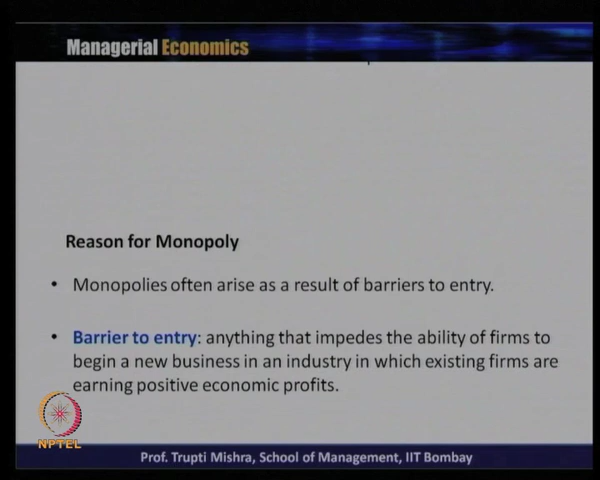 Managerial Economics
Reason for Monopoly
• Monopolies often arise as a result of barriers to entry.
• Barrier to entry: anything that impedes the ability of firms to
begin a new business in an industry in which existing firms are
earning positive economic profits.
NPTEL
Prof. Trupti Mishra, School of Management, IIT Bombay